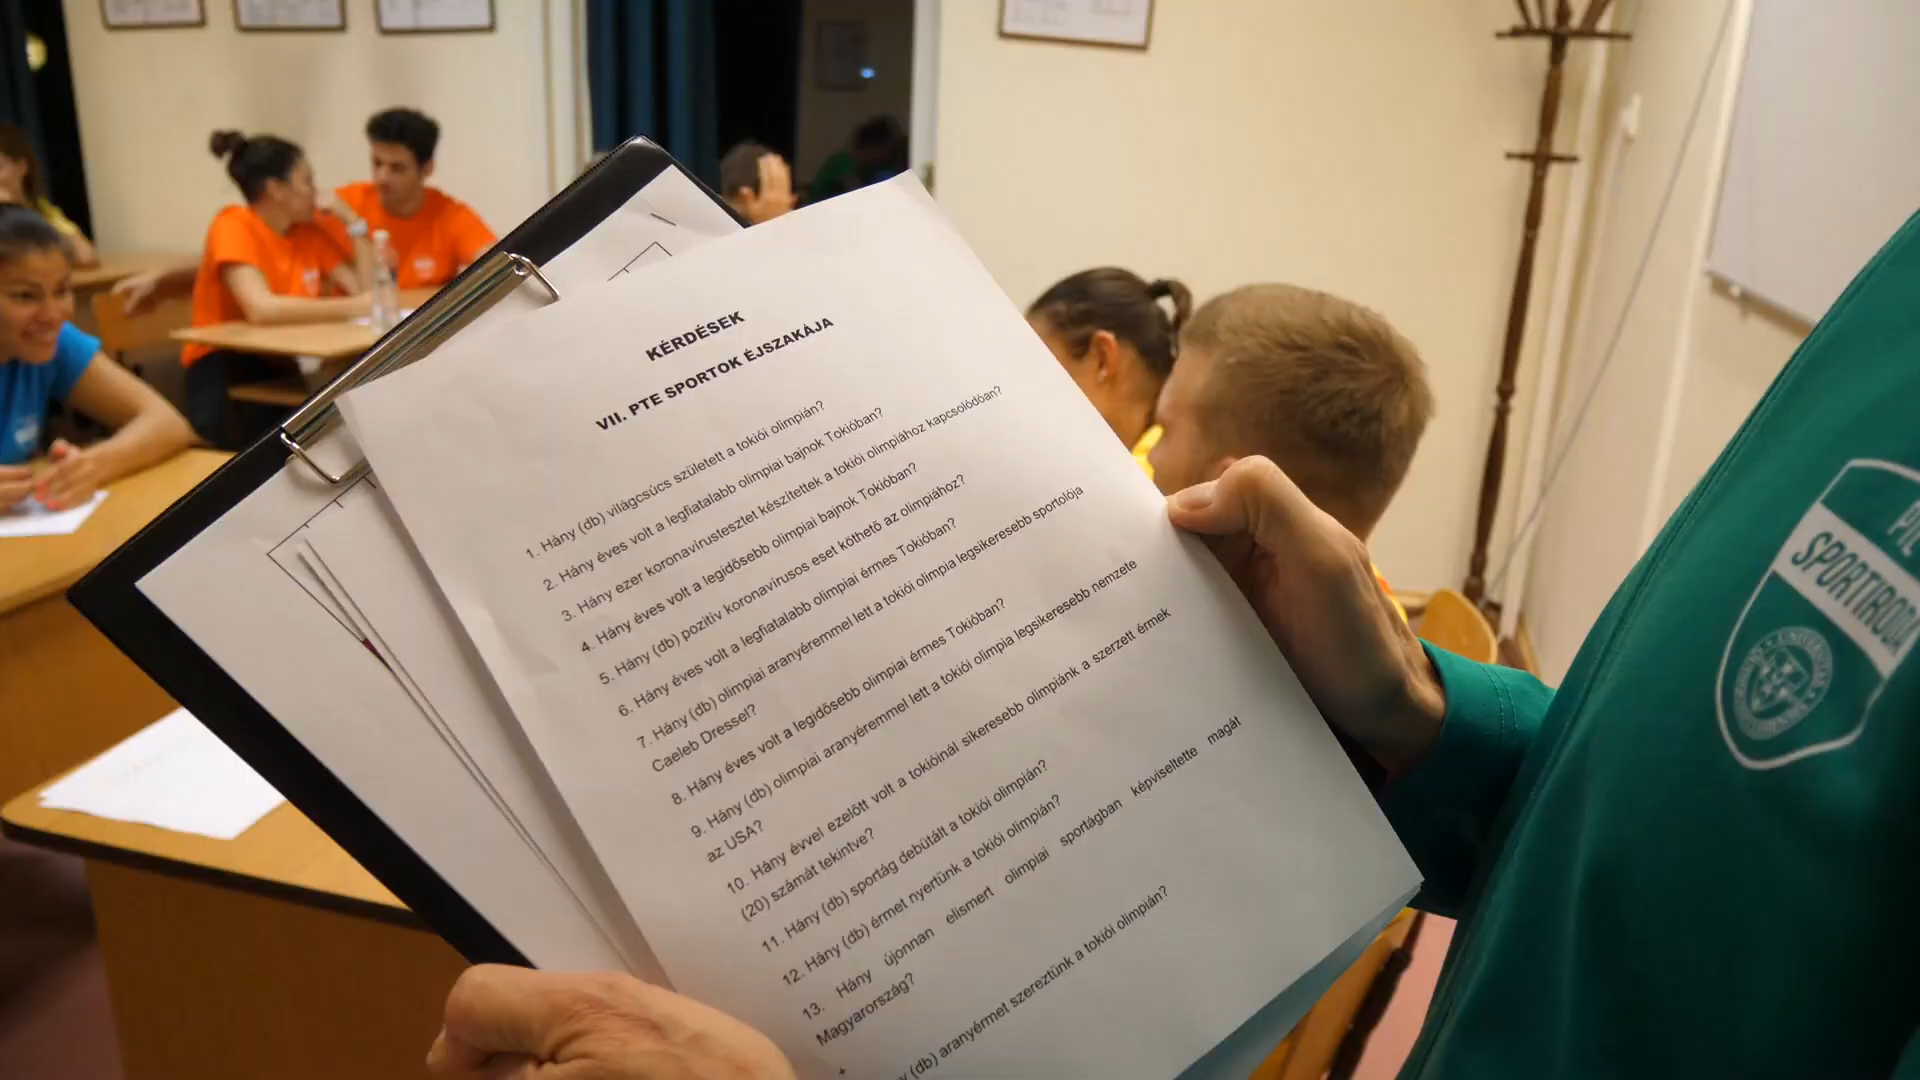 KÉRDÉSEK
VII. PTE SPORTOK ÉJSZAKÁJA
1. Hány (db) világcsúcs született a tokiói olimpián?
2. Hány éves volt a legfiatalabb olimpiai bajnok Tokióban?
3. Hány ezer koronavírustesztet készítettek a tokiói olimpiához kapcsolódóan?
4. Hány éves volt a legidősebb olimpiai bajnok Tokióban?
5. Hány (db) pozitív koronavírusos eset köthető az olimpiához?
6. Hány éves volt a legfiatalabb olimpiai érmes Tokióban?
7. Hány (db) olimpiai aranyéremmel lett a tokiói olimpia legsikeresebb sportolója
Caeleb Dressel?
8. Hány éves volt a legidősebb olimpiai érmes Tokióban?
9. Hány (db) olimpiai aranyéremmel lett a tokiói olimpia legsikeresebb nemzete
az USA?
10. Hány évvel ezelőtt volt a tokióinál sikeresebb olimpiánk a szerzett érmek
(20) számát tekintve?
11. Hány (db) sportág debütált a tokiói olimpián?
12. Hány (db) érmet nyertünk a tokiói olimpián?
13. Hány újonnan elismert olimpiai sportágban képviseltette magát
Magyarország?
+
(db) aranyérmet szereztünk a tokiói olimpián?
PTE
SPORTIRODA